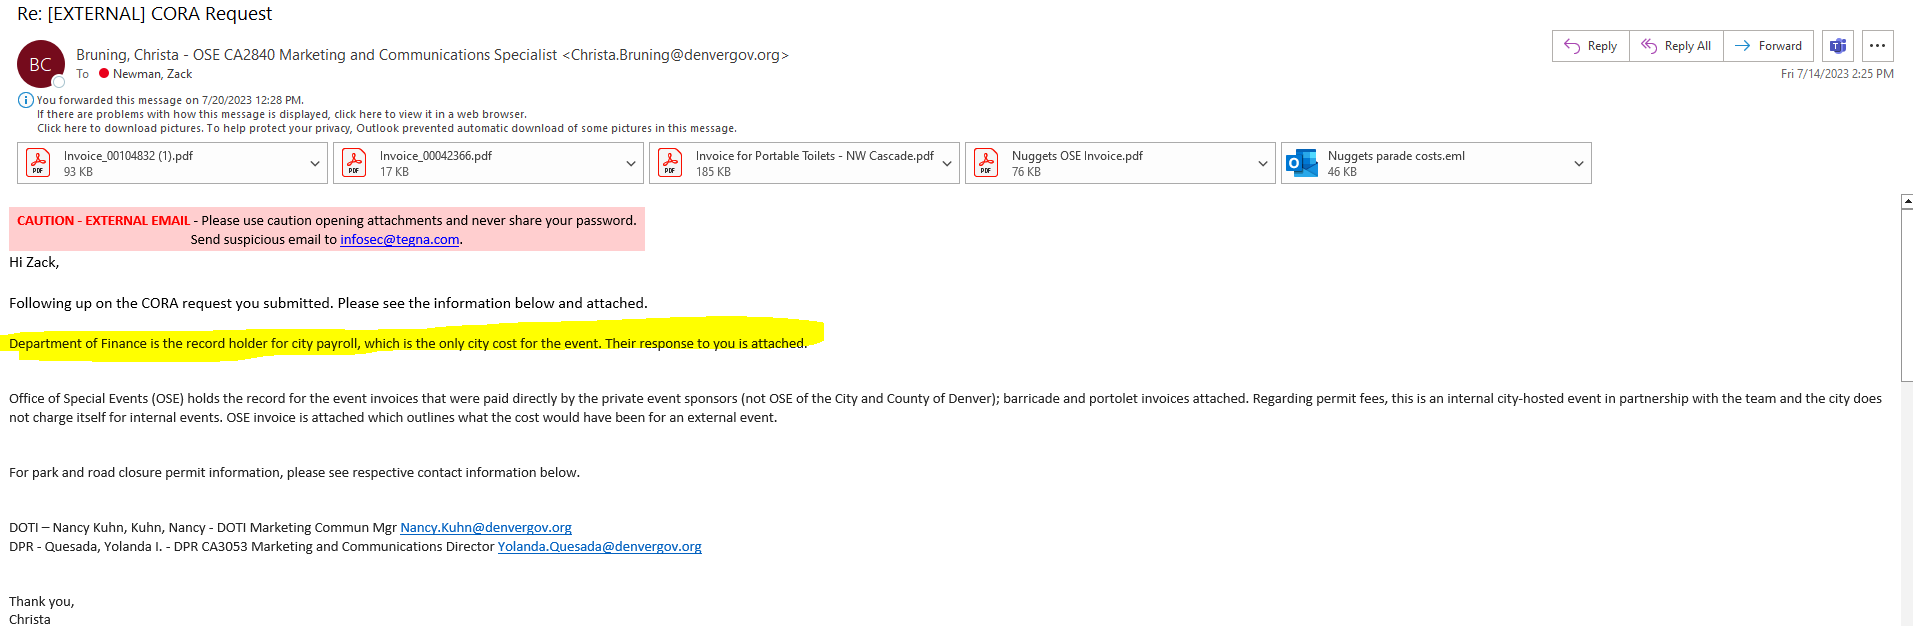 Re: [EXTERNAL] CORA Request
BC
Bruning, Christa - OSE CA2840 Marketing and Communications Specialist <Christa.Bruning@denvergov.org>
To Newman, Zack
Reply
Reply All
Forward
Fri 7/14/2023 2:25 PM
You forwarded this message on 7/20/2023 12:28 PM.
If there are problems with how this message is displayed, click here to view it in a web browser.
Click here to download pictures. To help protect your privacy, Outlook prevented automatic download of some pictures in this message.
PDF
Invoice_00104832 (1).pdf
93 KB
PDF
Invoice_00042366.pdf
17 KB
PDF
Invoice for Portable Toilets - NW Cascade.pdf
185 KB
PDF
Nuggets OSE Invoice.pdf
76 KB
Nuggets parade costs.eml
46 KB
CAUTION - EXTERNAL EMAIL - Please use caution opening attachments and never share your password.
Send suspicious email to infosec@tegna.com.
Hi Zack,
Following up on the CORA request you submitted. Please see the information below and attached.
Department of Finance is the record holder for city payroll, which is the only city cost for the event. Their response to you is attached.
Office of Special Events (OSE) holds the record for the event invoices that were paid directly by the private event sponsors (not OSE of the City and County of Denver); barricade and portolet invoices attached. Regarding permit fees, this is an internal city-hosted event in partnership with the team and the city does
not charge itself for internal events. OSE invoice is attached which outlines what the cost would have been for an external event.
For park and road closure permit information, please see respective contact information below.
DOTI – Nancy Kuhn, Kuhn, Nancy - DOTI Marketing Commun Mgr Nancy.Kuhn@denvergov.org
DPR - Quesada, Yolanda I. - DPR CA3053 Marketing and Communications Director Yolanda.Quesada@denvergov.org
Thank you,
Christa